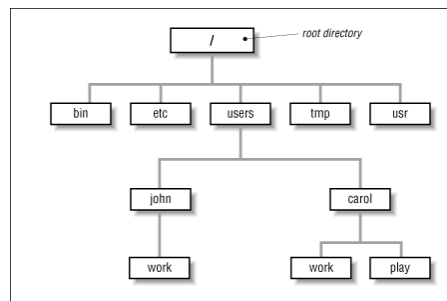 /
root directory
bin etc users tmp usr
john carol
work work play